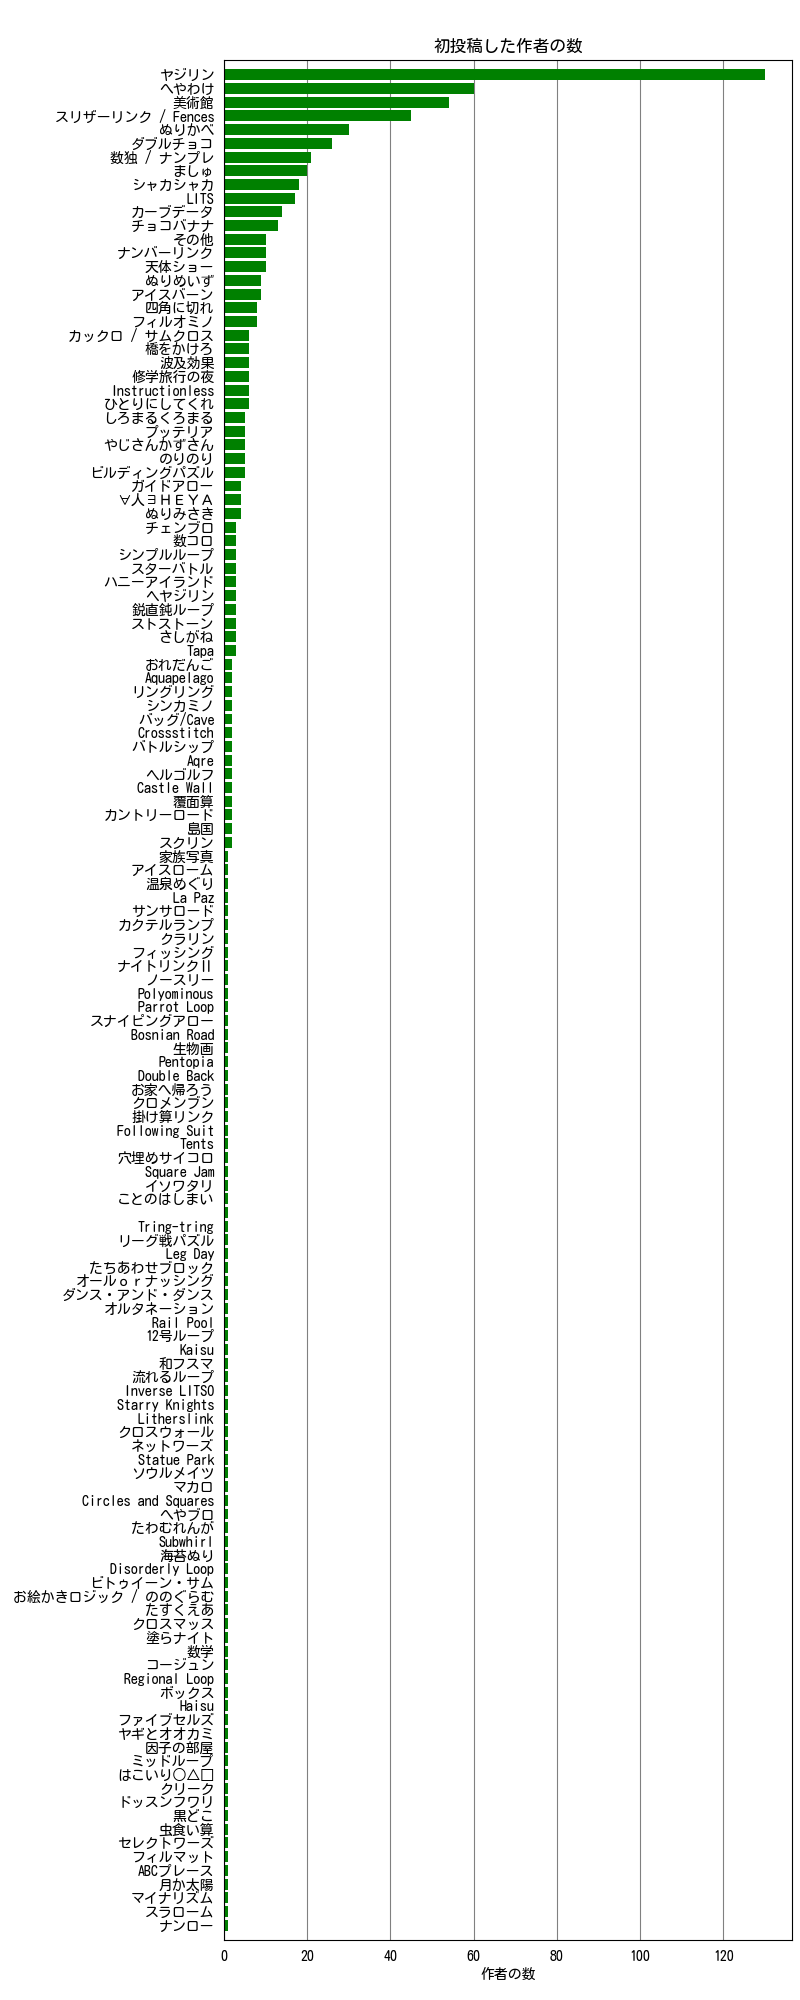 初投稿した作者の数
ヤジリン
へやわけ
美術館
スリザーリンク / Fences
ぬりかべ
ダブルチョコ
数独 / ナンプレ
ましゅ
シャカシャカ
LITS
カーブデータ
チョコバナナ
その他
ナンバーリンク
天体ショー
ぬりめいず
アイスバーン
四角に切れ
フィルオミノ
カックロ / サムクロス
橋をかけろ
波及効果
修学旅行の夜
Instructionless
ひとりにしてくれ
しろまるくろまる
プッテリア
やじさんかずさん
のりのり
ビルディングパズル
ガイドアロー
∀人∃ＨＥＹＡ
ぬりみさき
チェンブロ
数コロ
シンプルループ
スターバトル
ハニーアイランド
ヘヤジリン
鋭直鈍ループ
ストストーン
さしがね
Tapa
おれだんご
Aquapelago
リングリング
シンカミノ
バッグ/Cave
Crossstitch
バトルシップ
Aqre
ヘルゴルフ
Castle Wall
覆面算
カントリーロード
島国
スクリン
家族写真
アイスローム
温泉めぐり
La Paz
サンサロード
カクテルランプ
クラリン
フィッシング
ナイトリンクⅡ
ノースリー
Polyominous
Parrot Loop
スナイピングアロー
Bosnian Road
生物画
Pentopia
Double Back
お家へ帰ろう
クロメンブン
掛け算リンク
Following Suit
Tents
穴埋めサイコロ
Square Jam
イソワタリ
ことのはしまい
Tring-tring
リーグ戦パズル
Leg Day
たちあわせブロック
オールｏｒナッシング
ダンス・アンド・ダンス
オルタネーション
Rail Pool
12号ループ
Kaisu
和フスマ
流れるループ
Inverse LITSO
Starry Knights
Litherslink
クロスウォール
ネットワーズ
Statue Park
ソウルメイツ
マカロ
Circles and Squares
へやブロ
たわむれんが
Subwhirl
海苔ぬり
Disorderly Loop
ビトゥイーン・サム
お絵かきロジック / ののぐらむ
たすくえあ
クロスマッス
塗らナイト
数学
コージュン
Regional Loop
ボックス
Haisu
ファイブセルズ
ヤギとオオカミ
因子の部屋
ミッドループ
はこいり○△□
クリーク
ドッスンフワリ
黒どこ
虫食い算
セレクトワーズ
フィルマット
ABCプレース
月か太陽
マイナリズム
スラローム
ナンロー
0 20 40 60 80 100 120
作者の数